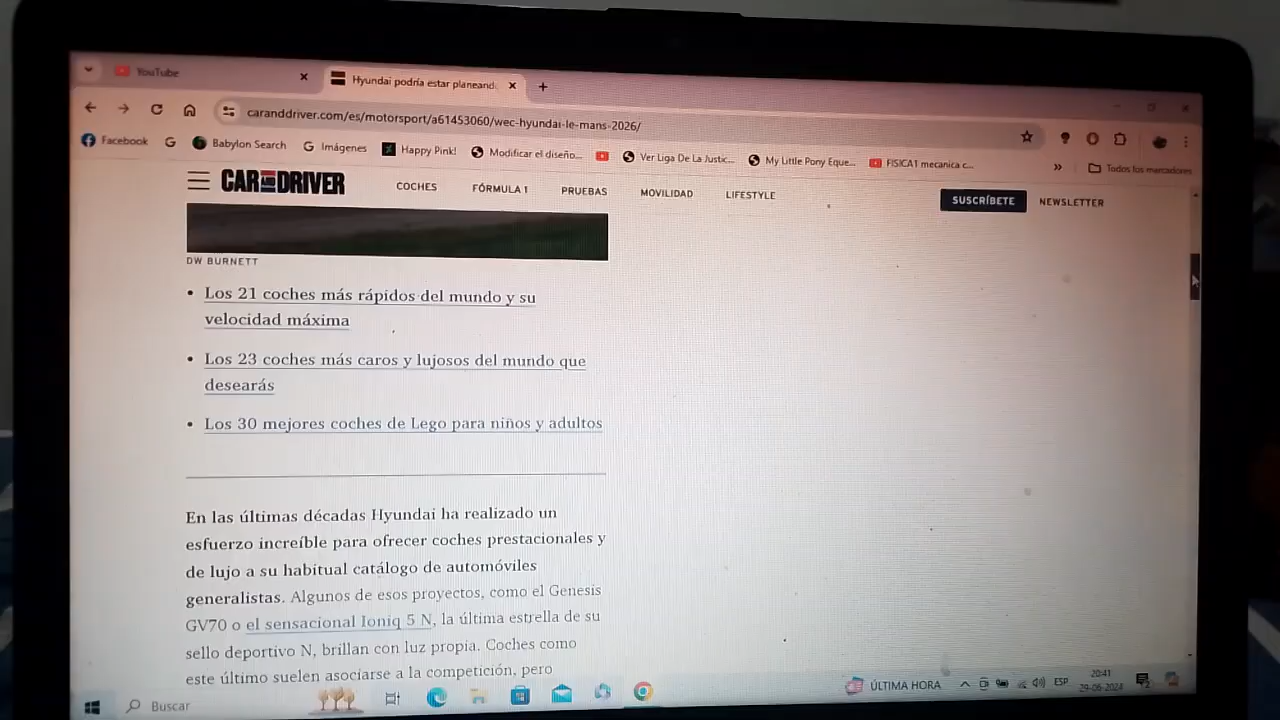 YouTube
Hyundai podría estar planeand
caranddriver.com/es/motorsport/a61453060/wec-hyundai-le-mans-2026/
Facebook
Babylon Search
Imágenes
Happy Pink!
Modificar el diseño...
Ver Liga De La Justic...
My Little Pony Eque...
FISICA1 mecanica c...
Todos los marcadores
CAR AND DRIVER
COCHES
FÓRMULA 1
PRUEBAS
MOVILIDAD
LIFESTYLE
SUSCRÍBETE
NEWSLETTER
DW BURNETT
• Los 21 coches más rápidos del mundo y su
velocidad máxima
• Los 23 coches más caros y lujosos del mundo que
desearás
• Los 30 mejores coches de Lego para niños y adultos
En las últimas décadas Hyundai ha realizado un
esfuerzo increíble para ofrecer coches prestacionales y
de lujo a su habitual catálogo de automóviles
generalistas. Algunos de esos proyectos, como el Genesis
GV70 o el sensacional Ioniq 5 N, la última estrella de su
sello deportivo N, brillan con luz propia. Coches como
este último suelen asociarse a la competición, pero
Buscar
ÚLTIMA HORA
ESP
20:41
29-06-2024